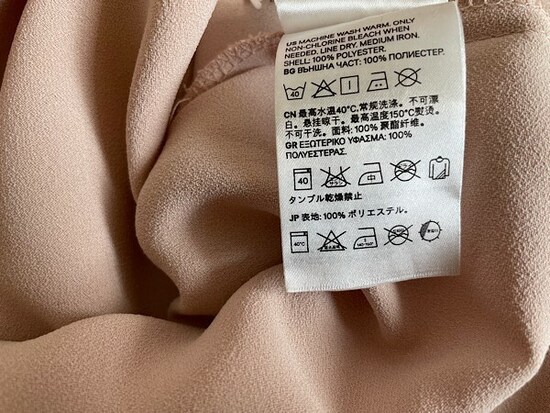 US MACHINE WASH WARM. ONLY
NON-CHLORINE BLEACH WHEN
NEEDED. LINE DRY, MEDIUM IRON.
SHELL: 100% POLYESTER.
BG ВЪНШНА ЧАСТ: 100% ПОЛИЕСТЕР.
40
CN 最高水温40°C,常规洗涤。不可漂
白。悬挂晾干。最高温度150°C熨烫。
不可干洗。面料: 100% 聚酯纤维。
GR ΕΞΩΤΕΡΙΚΟ ΥΦΑΣΜΑ: 100%
ΠΟΛΥΕΣΤΕΡΑΣ.
40 中
タンブル乾燥禁止
JP 表地: 100% ポリエステル。
40°C